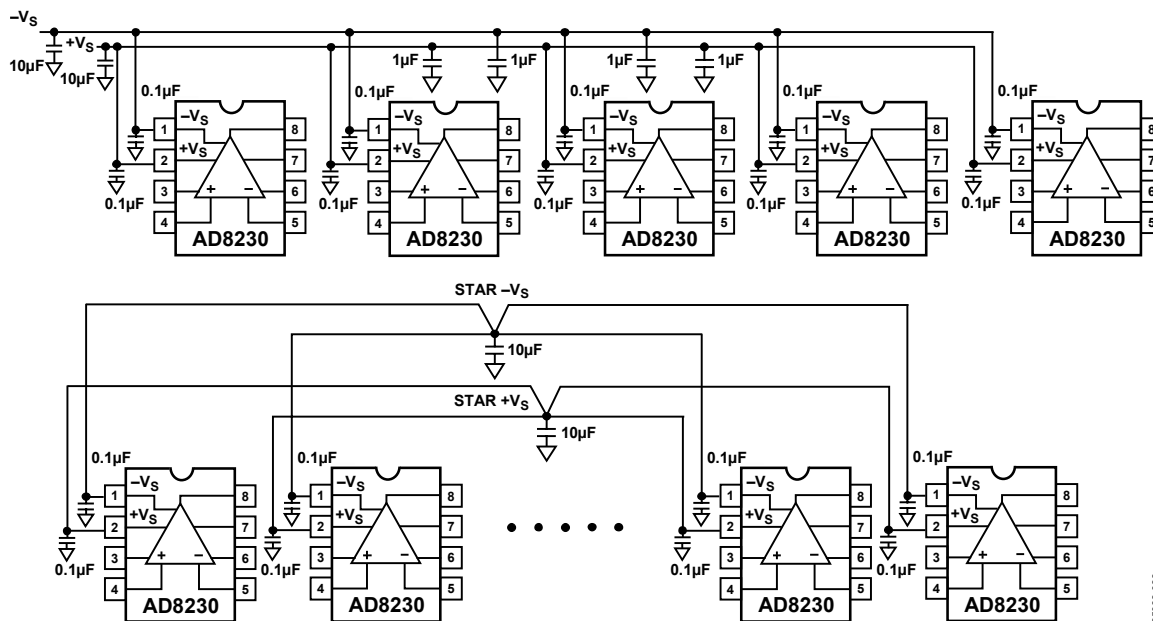 –VS
+VS
10µF
10µF
1µF 1µF 1µF 1µF
0.1µF 0.1µF 0.1µF 0.1µF 0.1µF
1 –VS 8 1 –VS 8 1 –VS 8 1 –VS 8 1 –VS 8
2 +VS 7 2 +VS 7 2 +VS 7 2 +VS 7 2 +VS 7
3 + – 6 3 + – 6 3 + – 6 3 + – 6 3 + – 6
0.1µF 0.1µF 0.1µF 0.1µF 0.1µF
4 5 4 5 4 5 4 5 4 5
AD8230 AD8230 AD8230 AD8230 AD8230
STAR –VS
10µF
STAR +VS
10µF
0.1µF 0.1µF 0.1µF 0.1µF
1 –VS 8 1 –VS 8 1 –VS 8 1 –VS 8
2 +VS 7 2 +VS 7 2 +VS 7 2 +VS 7
3 + – 6 3 + – 6 3 + – 6 3 + – 6
0.1µF 0.1µF 0.1µF 0.1µF
4 5 4 5 4 5 4 5
AD8230 AD8230 AD8230 AD8230